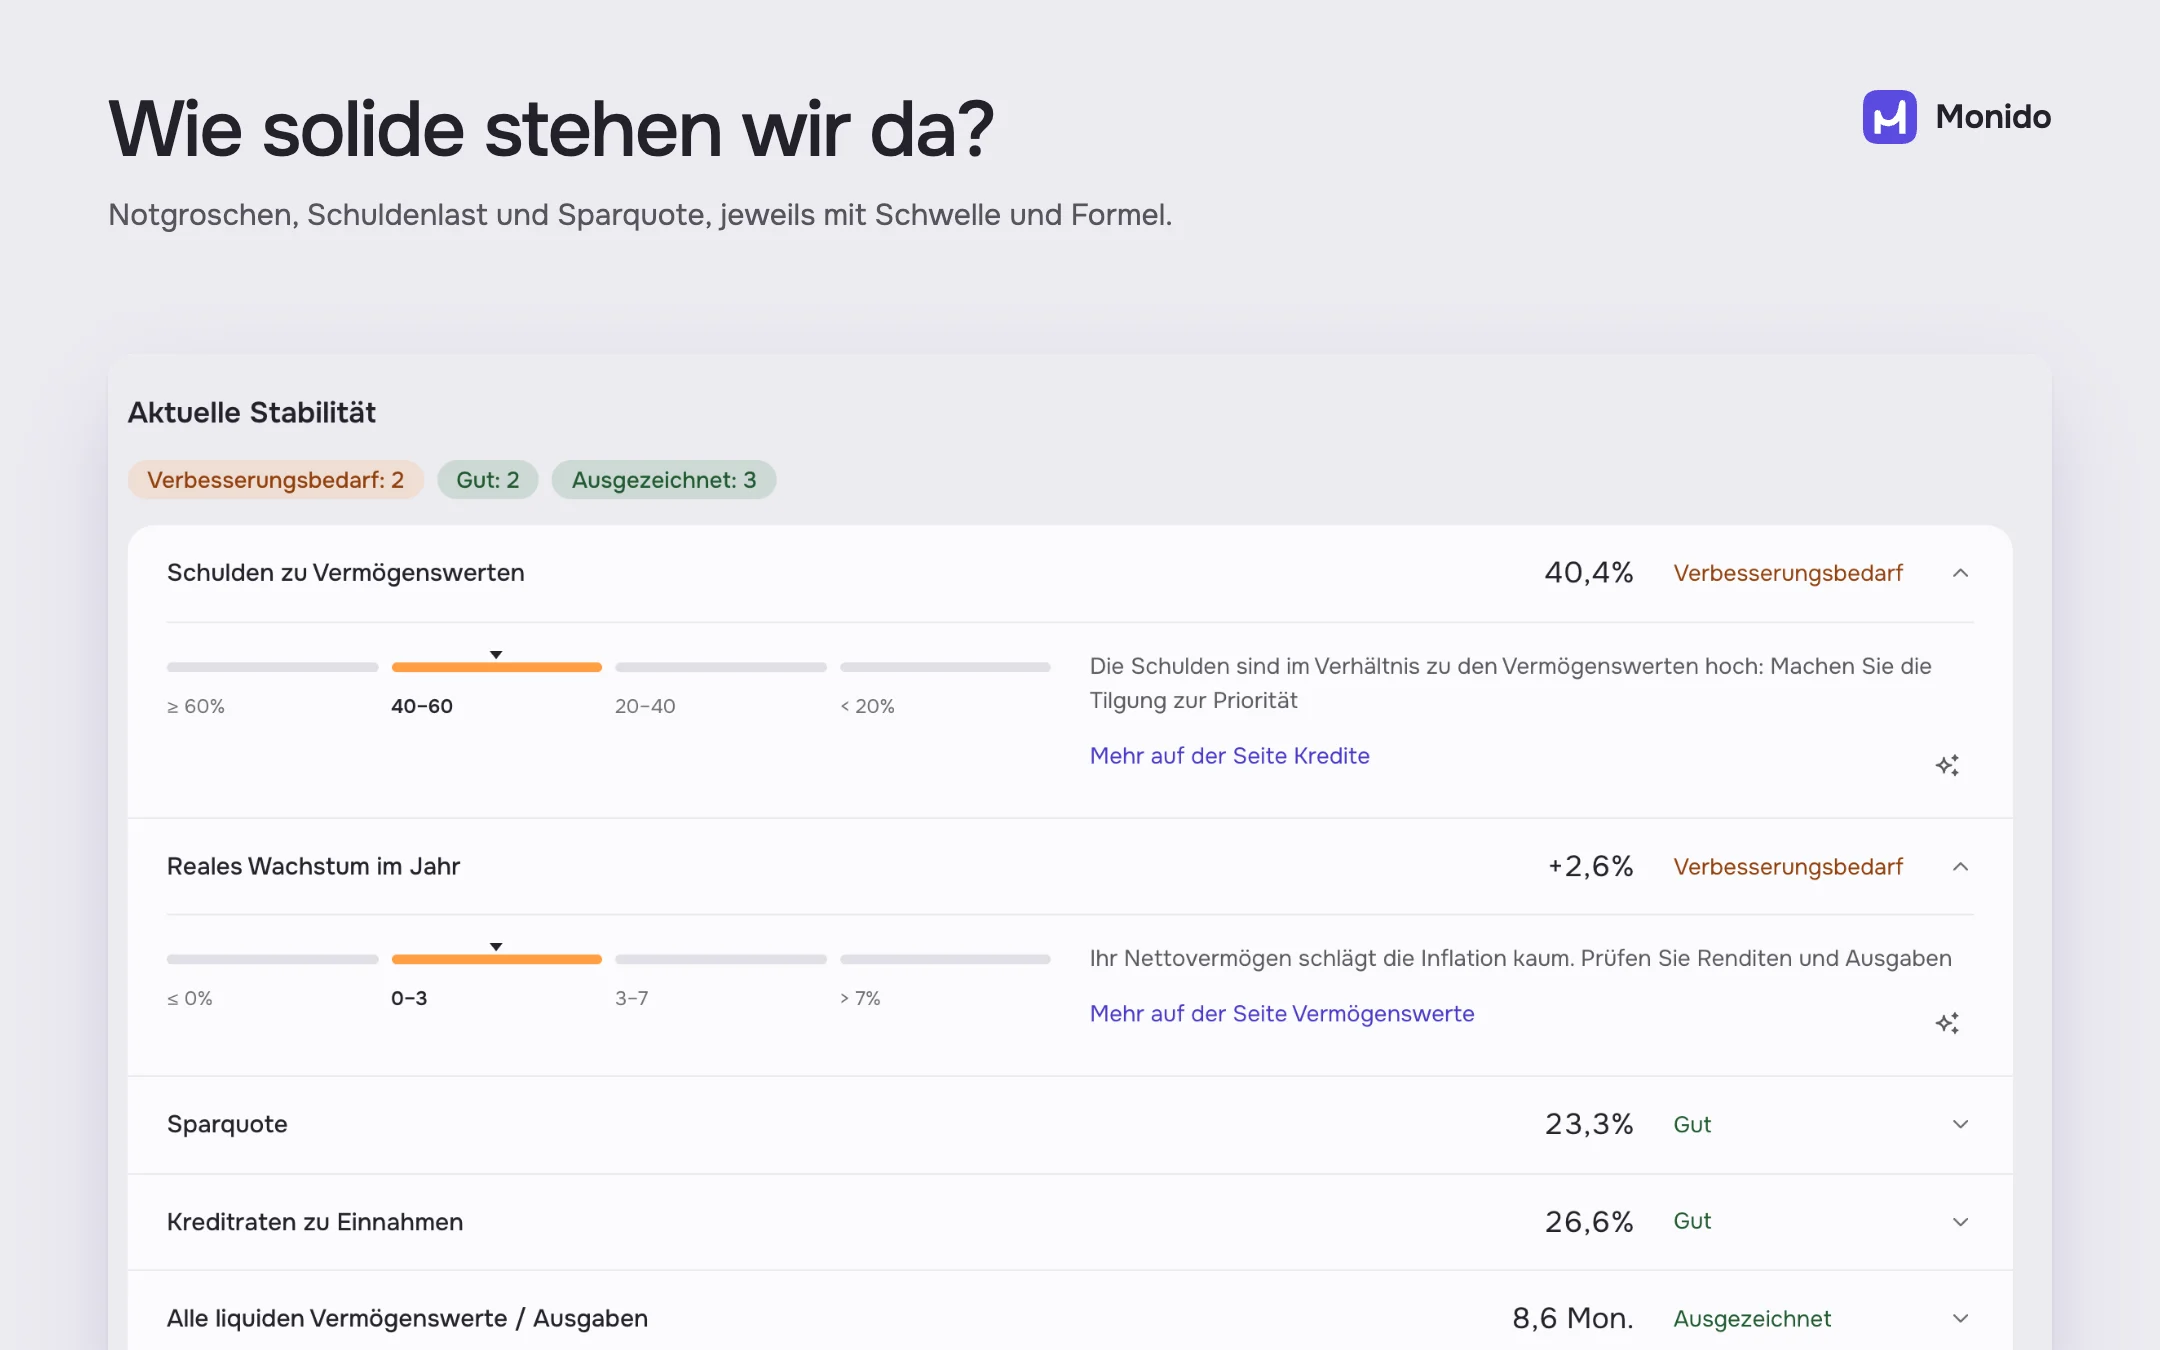 Wie solide stehen wir da?
Monido
Notgroschen, Schuldenlast und Sparquote, jeweils mit Schwelle und Formel.
Aktuelle Stabilität
Verbesserungsbedarf: 2
Gut: 2
Ausgezeichnet: 3
Schulden zu Vermögenswerten
40,4%
Verbesserungsbedarf
≥ 60%
40–60
20–40
< 20%
Die Schulden sind im Verhältnis zu den Vermögenswerten hoch: Machen Sie die
Tilgung zur Priorität
Mehr auf der Seite Kredite
Reales Wachstum im Jahr
+2,6%
Verbesserungsbedarf
≤ 0%
0–3
3–7
> 7%
Ihr Nettovermögen schlägt die Inflation kaum. Prüfen Sie Renditen und Ausgaben
Mehr auf der Seite Vermögenswerte
Sparquote
23,3%
Gut
Kreditraten zu Einnahmen
26,6%
Gut
Alle liquiden Vermögenswerte / Ausgaben
8,6 Mon.
Ausgezeichnet